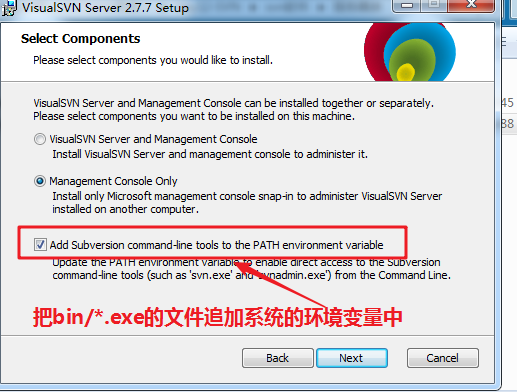 VisualSVN Server 2.7.7 Setup
Select Components
Please select components you would like to install.
VisualSVN Server and Management Console can be installed together or separately.
Please select components you want to be installed on this machine.
VisualSVN Server and Management Console
Install VisualSVN Server and management console to administer it.
Management Console Only
Install only Microsoft management console snap-in to administer VisualSVN Server
installed on another computer.
Add Subversion command-line tools to the PATH environment variable
Update the PATH environment variable to enable direct access to the Subversion
command-line tools (such as 'svn.exe' and 'svnadmin.exe') from the Command Line.
把bin/*.exe的文件追加系统的环境变量中
Back
Next
Cancel
45
88